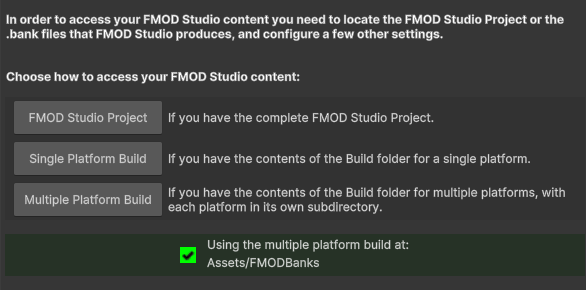 In order to access your FMOD Studio content you need to locate the FMOD Studio Project or the
.bank files that FMOD Studio produces, and configure a few other settings.
Choose how to access your FMOD Studio content:
FMOD Studio Project If you have the complete FMOD Studio Project.
Single Platform Build If you have the contents of the Build folder for a single platform.
Multiple Platform Build If you have the contents of the Build folder for multiple platforms, with
each platform in its own subdirectory.
Using the multiple platform build at:
Assets/FMODBanks